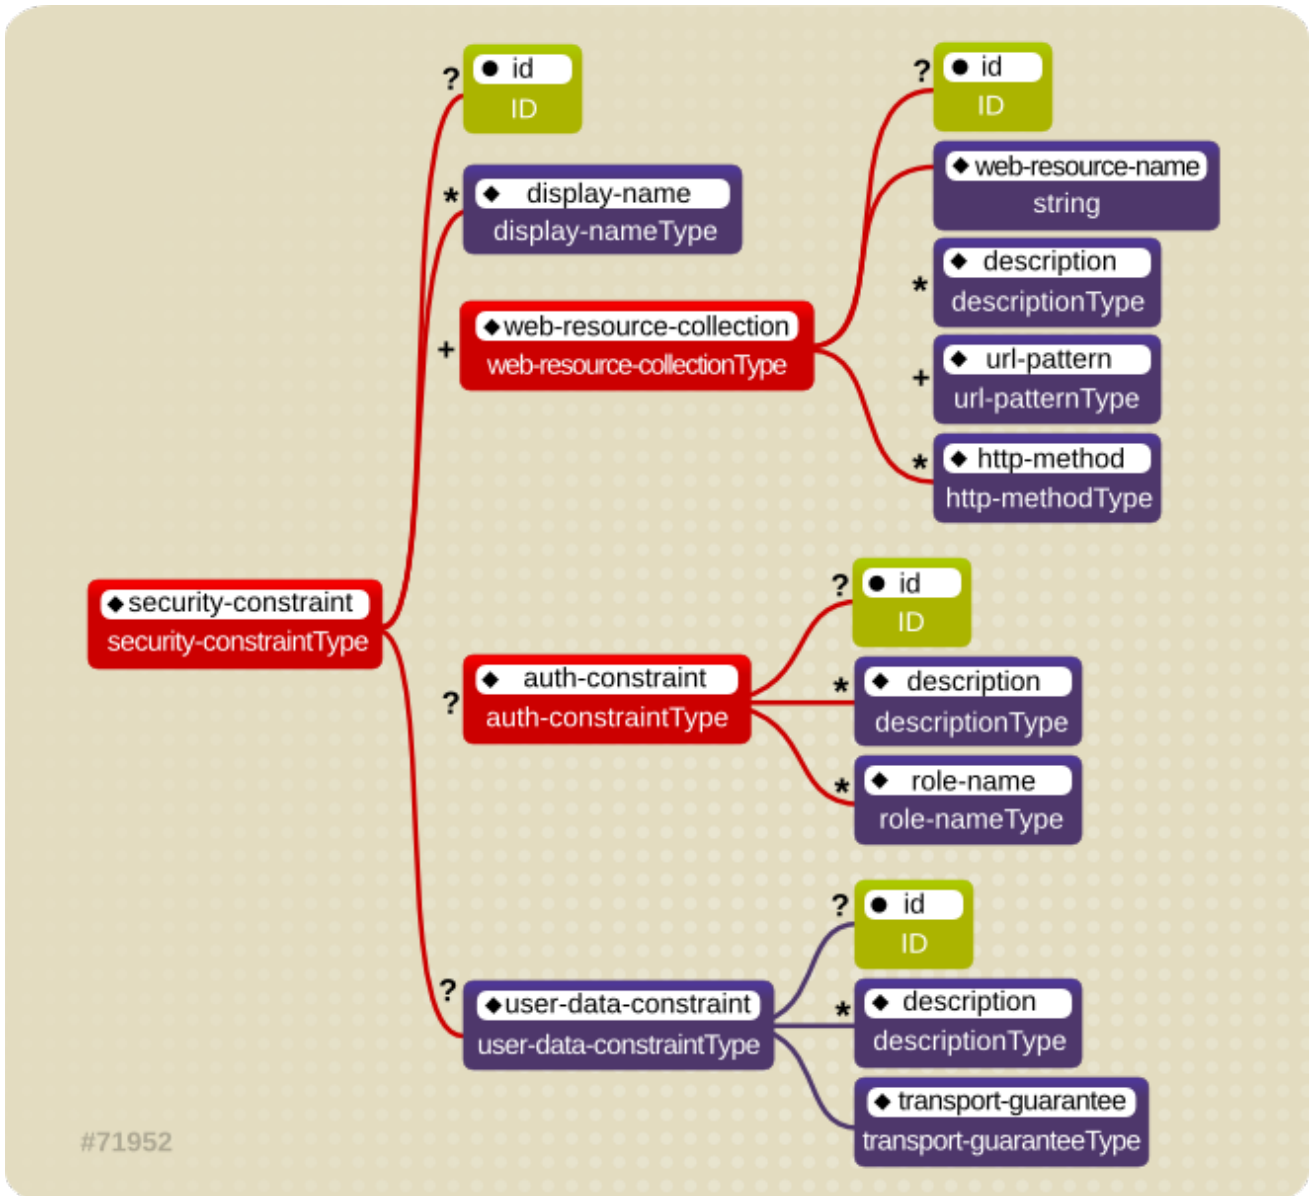 ? ● id
ID
* ◆ display-name
display-nameType
+ ◆ web-resource-collection
web-resource-collectionType
? ● id
ID
◆ web-resource-name
string
* ◆ description
descriptionType
+ ◆ url-pattern
url-patternType
* ◆ http-method
http-methodType
◆ security-constraint
security-constraintType
? ◆ auth-constraint
auth-constraintType
? ● id
ID
* ◆ description
descriptionType
* ◆ role-name
role-nameType
? ◆ user-data-constraint
user-data-constraintType
? ● id
ID
* ◆ description
descriptionType
◆ transport-guarantee
transport-guaranteeType
#71952